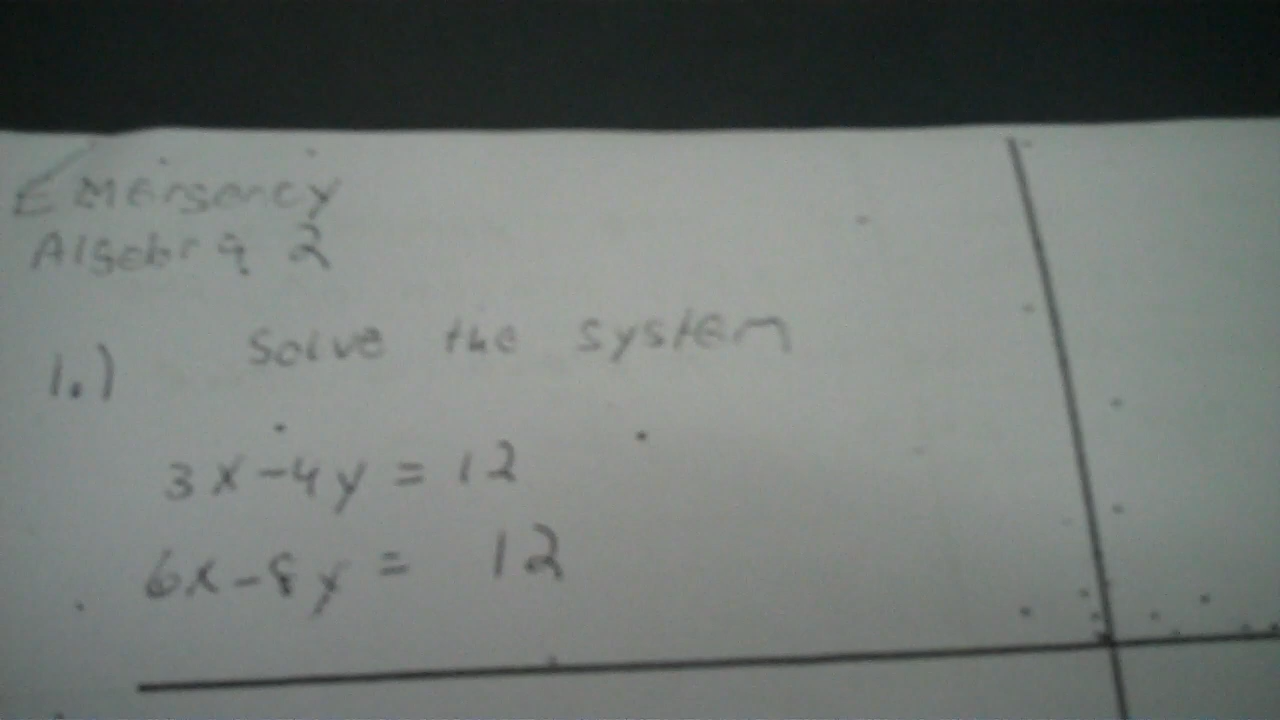 Emergency
Algebra 2
1.) Solve the system
3x-4y = 12
6x-8y = 12